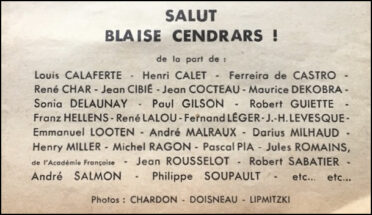 SALUT
BLAISE CENDRARS !
de la part de :
Louis CALAFERTE - Henri CALET - Ferreira de CASTRO -
René CHAR - Jean CIBIÉ - Jean COCTEAU - Maurice DEKOBRA -
Sonia DELAUNAY - Paul GILSON - Robert GUIETTE -
Franz HELLENS - René LALOU - Fernand LÉGER - J.-H. LEVESQUE -
Emmanuel LOOTEN - André MALRAUX - Darius MILHAUD -
Henry MILLER - Michel RAGON - Pascal PIA - Jules ROMAINS,
de l'Académie Française - Jean ROUSSELOT - Robert SABATIER -
André SALMON - Philippe SOUPAULT - etc... etc...
Photos : CHARDON - DOISNEAU - LIPMITZKI